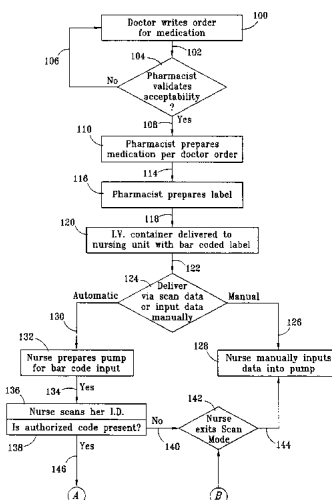 Doctor writes order
for medication
100
102
104
106
No
Pharmacist
validates
acceptability
?
108
Yes
110
Pharmacist prepares
medication per doctor order
114
116
Pharmacist prepares label
118
120
I.V. container delivered to
nursing unit with bar coded label
122
124
Deliver
via scan data
or input data
manually
Automatic
Manual
130
126
132
128
Nurse prepares pump
for bar code input
Nurse manually inputs
data into pump
134
Yes
136
142
Nurse scans her I.D.
Is authorized code present?
138
No
140
Nurse
exits Scan
Mode
144
Yes
146
A
B